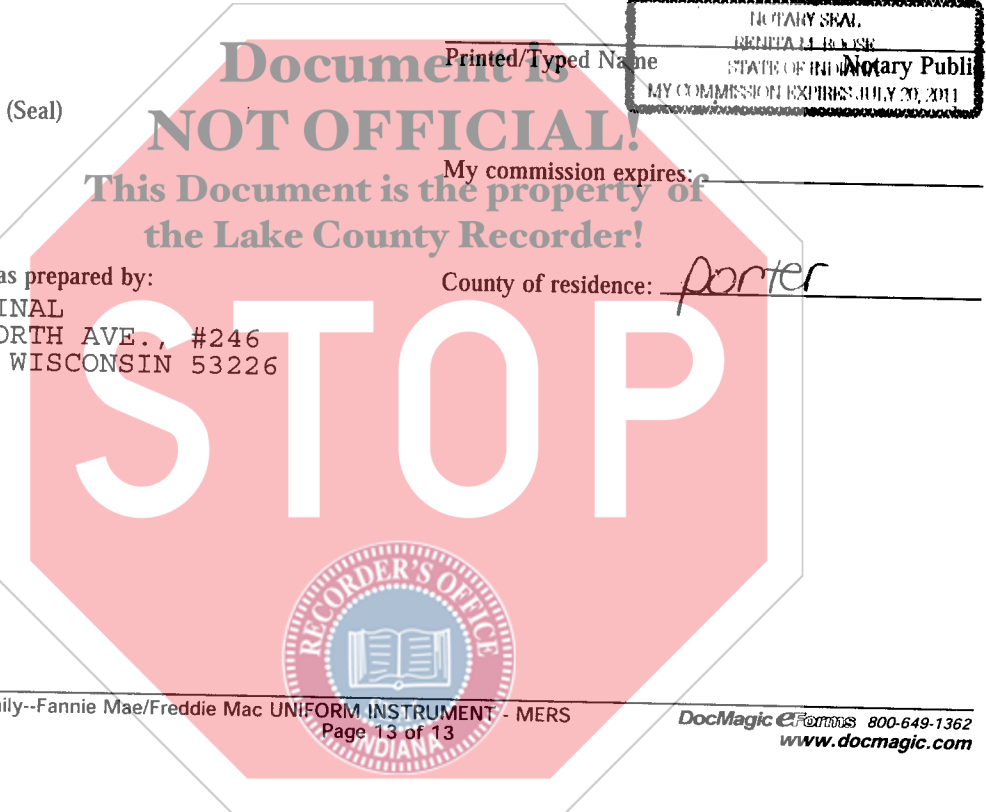 NOTARY SEAL
RENITA M. ROOSE
STATE OF INDIANA
MY COMMISSION EXPIRES JULY 20, 2011
Document is
Printed/Typed Name
Notary Publi
(Seal)
NOT OFFICIAL!
My commission expires:
This Document is the property of
the Lake County Recorder!
as prepared by:
County of residence: porter
INAL
ORTH AVE., #246
WISCONSIN 53226
STOP
RECORDER'S OFFICE
INDIANA
ily--Fannie Mae/Freddie Mac UNIFORM INSTRUMENT - MERS
Page 13 of 13
DocMagic eForms 800-649-1362
www.docmagic.com